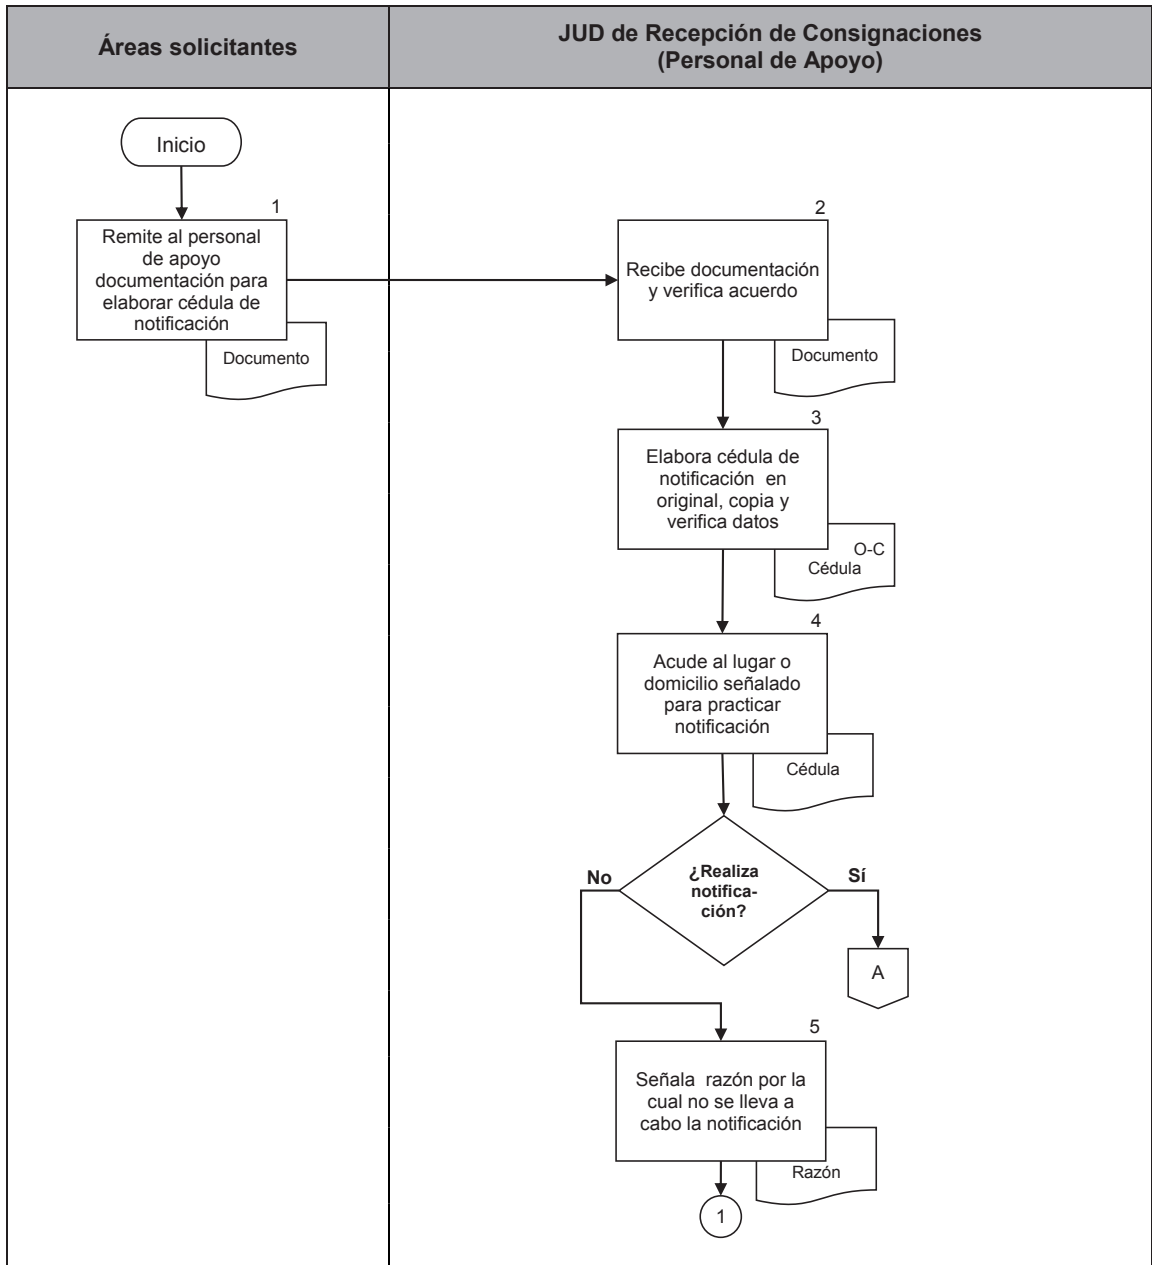 Áreas solicitantes
JUD de Recepción de Consignaciones
(Personal de Apoyo)
Inicio
1
Remite al personal
de apoyo
documentación para
elaborar cédula de
notificación
Documento
2
Recibe documentación
y verifica acuerdo
Documento
3
Elabora cédula de
notificación en
original, copia y
verifica datos
O-C
Cédula
4
Acude al lugar o
domicilio señalado
para practicar
notificación
Cédula
¿Realiza
notifica-
ción?
No
Sí
A
5
Señala razón por la
cual no se lleva a
cabo la notificación
Razón
1